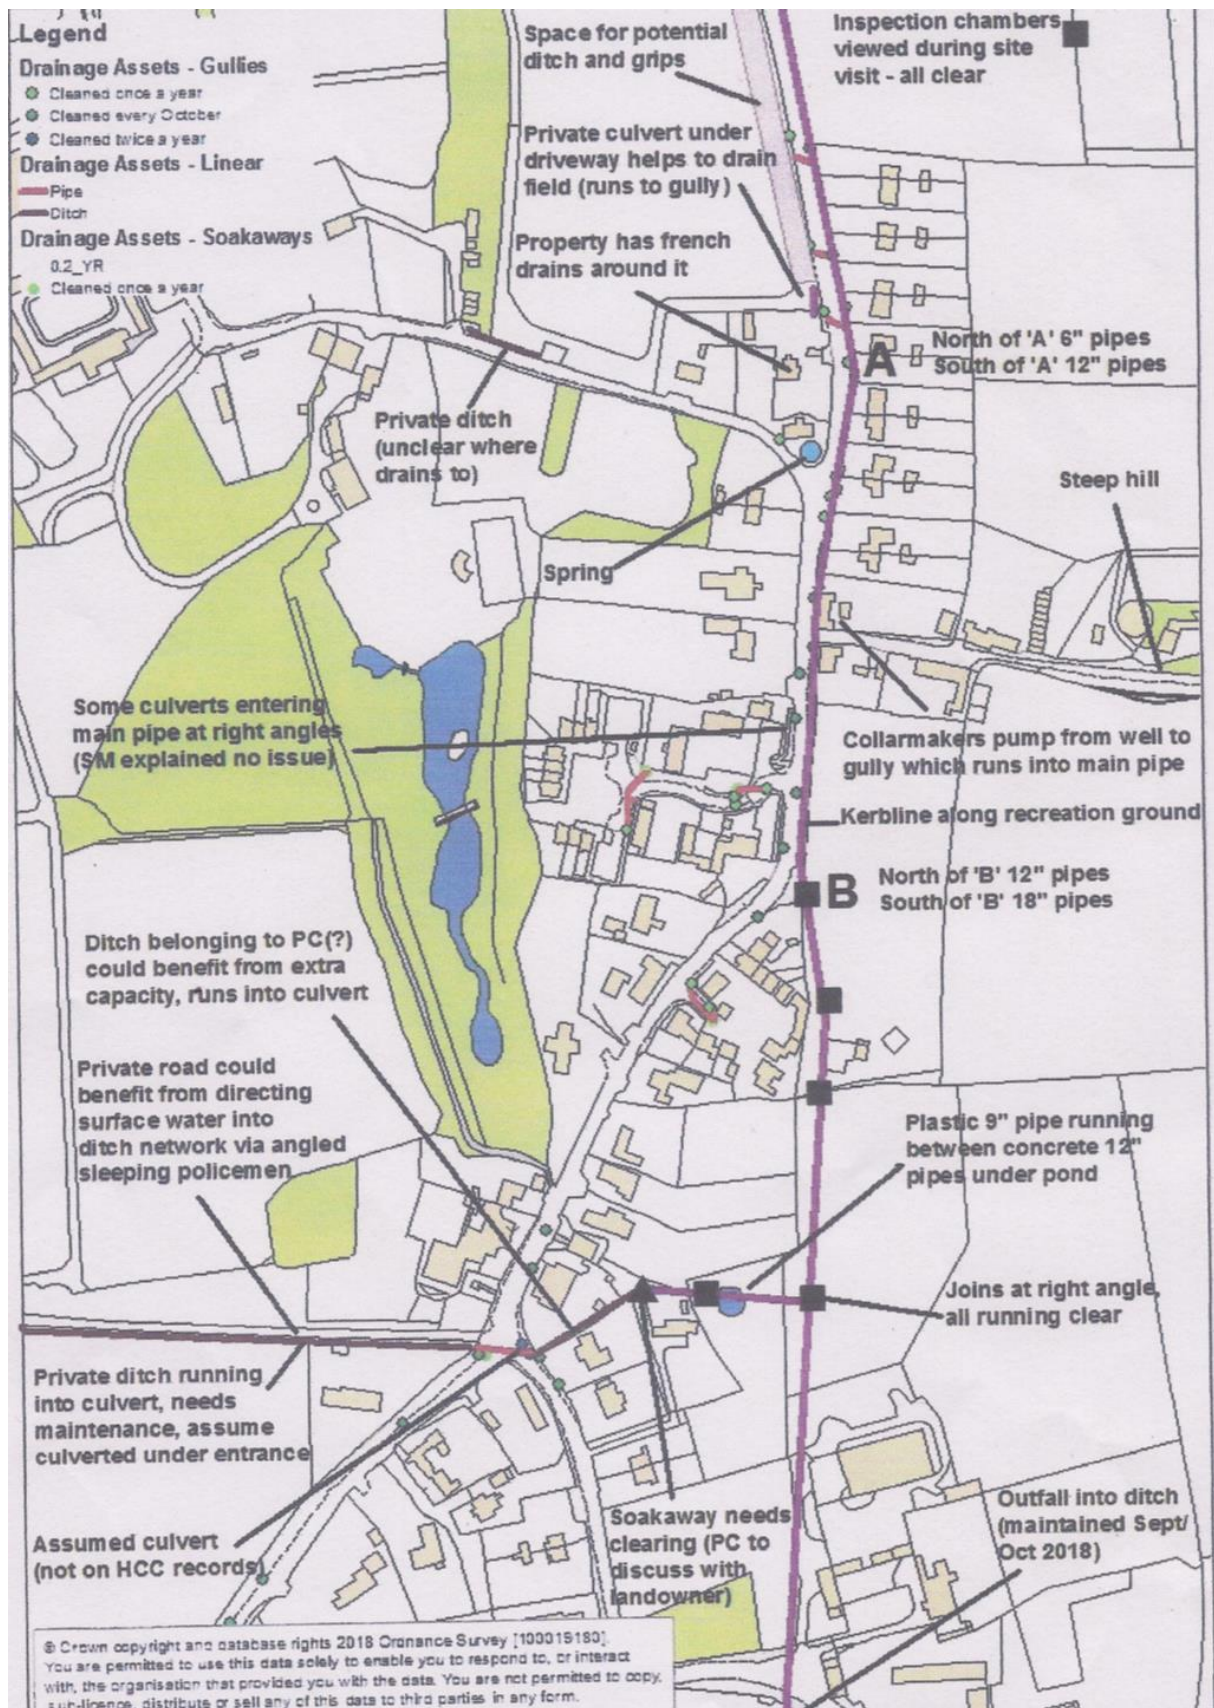 Legend
Drainage Assets - Gullies
Cleaned once a year
Cleaned every October
Cleaned twice a year
Drainage Assets - Linear
Pipe
Ditch
Drainage Assets - Soakaways
0.2_YR
Cleaned once a year
Space for potential
ditch and grips
Inspection chambers
viewed during site
visit - all clear
Private culvert under
driveway helps to drain
field (runs to gully)
Property has french
drains around it
A
North of 'A' 6" pipes
South of 'A' 12" pipes
Private ditch
(unclear where
drains to)
Steep hill
Spring
Some culverts entering
main pipe at right angles
(SM explained no issue)
Collarmakers pump from well to
gully which runs into main pipe
Kerbline along recreation ground
B
North of 'B' 12" pipes
South of 'B' 18" pipes
Ditch belonging to PC(?)
could benefit from extra
capacity, runs into culvert
Private road could
benefit from directing
surface water into
ditch network via angled
sleeping policemen
Plastic 9" pipe running
between concrete 12"
pipes under pond
Joins at right angle,
all running clear
Private ditch running
into culvert, needs
maintenance, assume
culverted under entrance
Assumed culvert
(not on HCC records)
Soakaway needs
clearing (PC to
discuss with
landowner)
Outfall into ditch
(maintained Sept/
Oct 2018)
© Crown copyright and database rights 2018 Ordnance Survey [100019180].
You are permitted to use this data solely to enable you to respond to, or interact
with, the organisation that provided you with the data. You are not permitted to copy,
sub-licence, distribute or sell any of this data to third parties in any form.